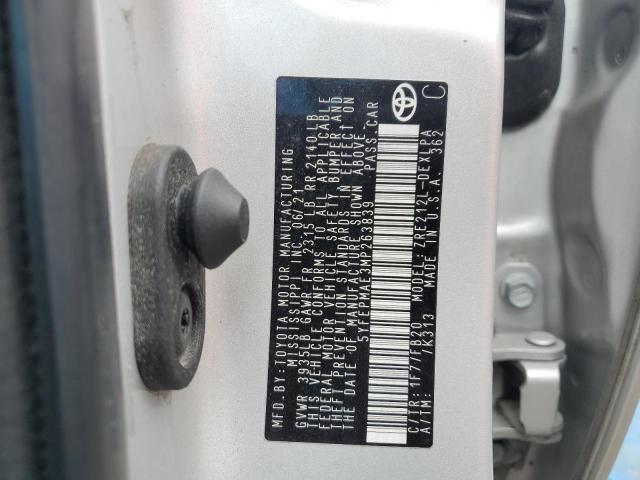 MFD.BY:TOYOTA MOTOR MANUFACTURING
MISSISSIPPI, INC. 06/21
GVWR 3935LB GAWR FR 2315 LB RR 2140 LB
THIS VEHICLE CONFORMS TO ALL APPLICABLE
FEDERAL MOTOR VEHICLE SAFETY BUMPER, AND
THEFT PREVENTION STANDARDS IN EFFECT ON
THE DATE OF MANUFACTURE SHOWN ABOVE.
5YFEPMAE3MP263839 PASS.CAR
C/TR: 1F7/FB20 MODEL: ZRE212L-DEXLPA
A/TM: /K313 MADE IN U.S.A. 362
C